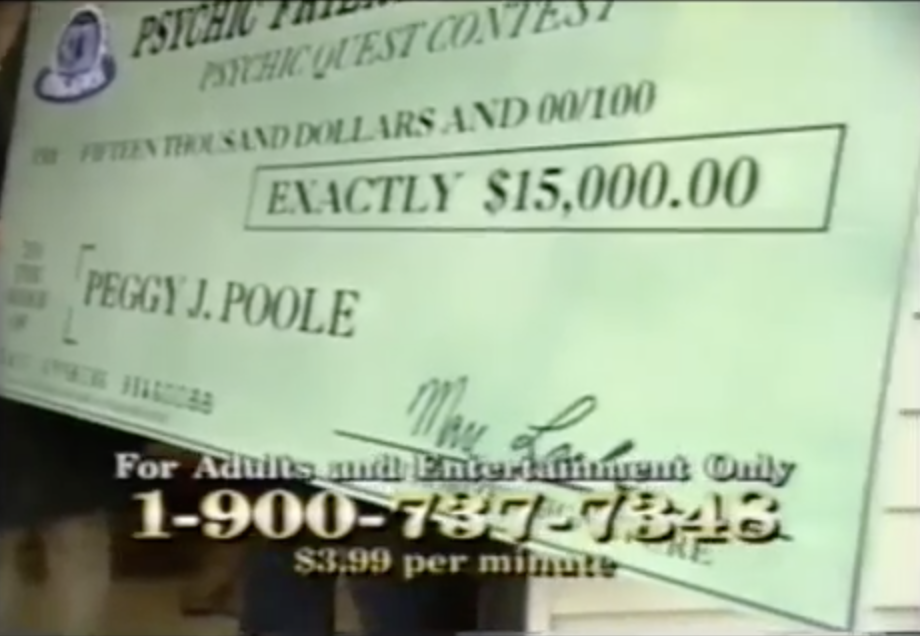 PSYCHIC
PSYCHIC QUEST CONTEST
FIFTEEN THOUSAND DOLLARS AND 00/100
EXACTLY $15,000.00
PEGGY J. POOLE
For Adults and Entertainment Only
1-900-737-7348
$3.99 per minute